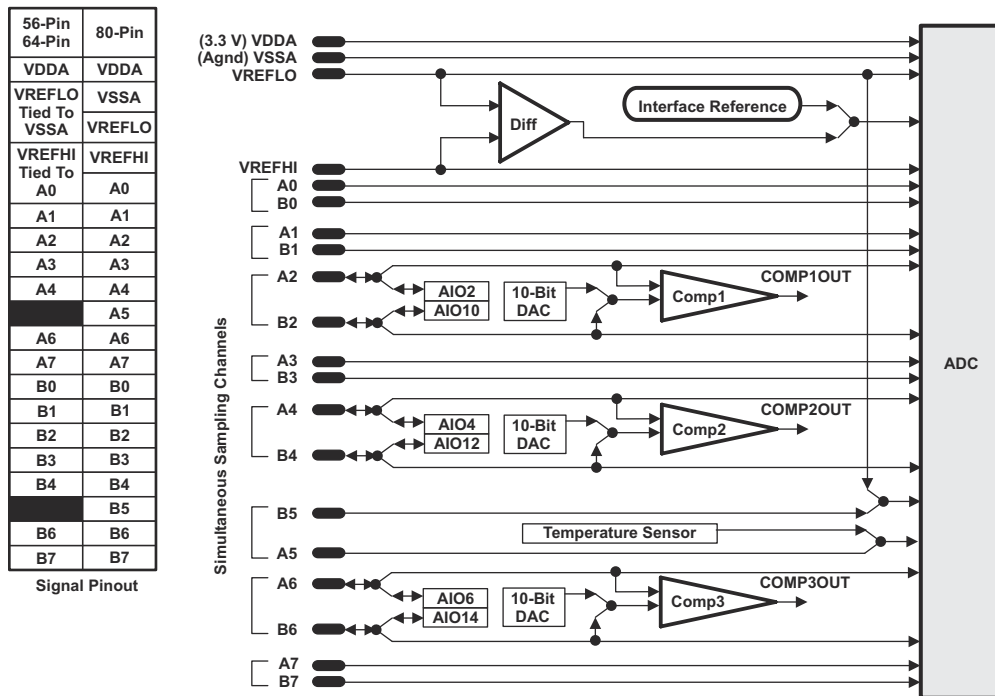 56-Pin
64-Pin
80-Pin
VDDA
VDDA
VREFLO
Tied To
VSSA
VSSA
VREFLO
VREFHI
Tied To
A0
VREFHI
A0
A1
A1
A2
A2
A3
A3
A4
A4
A5
A6
A6
A7
A7
B0
B0
B1
B1
B2
B2
B3
B3
B4
B4
B5
B6
B6
B7
B7
Signal Pinout
(3.3 V) VDDA
(Agnd) VSSA
VREFLO
Interface Reference
Diff
VREFHI
A0
B0
A1
B1
A2
AIO2
AIO10
10-Bit
DAC
Comp1
COMP1OUT
B2
Simultaneous Sampling Channels
A3
B3
ADC
A4
AIO4
AIO12
10-Bit
DAC
Comp2
COMP2OUT
B4
B5
Temperature Sensor
A5
A6
AIO6
AIO14
10-Bit
DAC
Comp3
COMP3OUT
B6
A7
B7